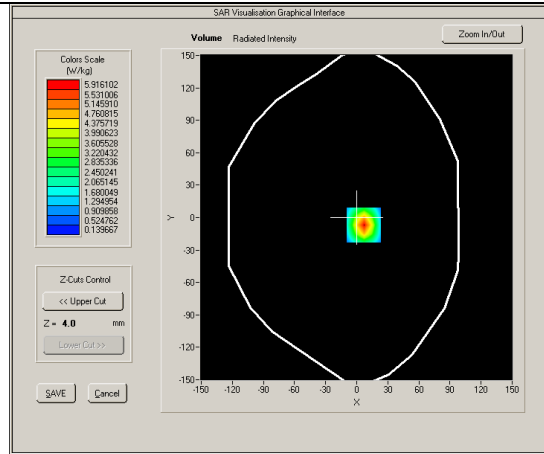 SAR Visualisation Graphical Interface
Volume Radiated Intensity
Zoom In/Out
Colors Scale
(W/kg)
5.916102
5.531006
5.145910
4.760815
4.375719
3.990623
3.605528
3.220432
2.835336
2.450241
2.065145
1.680049
1.294954
0.909858
0.524762
0.139667
Z-Cuts Control
<< Upper Cut
Z = 4.0 mm
Lower Cut >>
SAVE Cancel
150-
120-
90-
60-
30-
Y 0-
-30-
-60-
-90-
-120-
-150-
-150 -120 -90 -60 -30 0 30 60 90 120 150
X